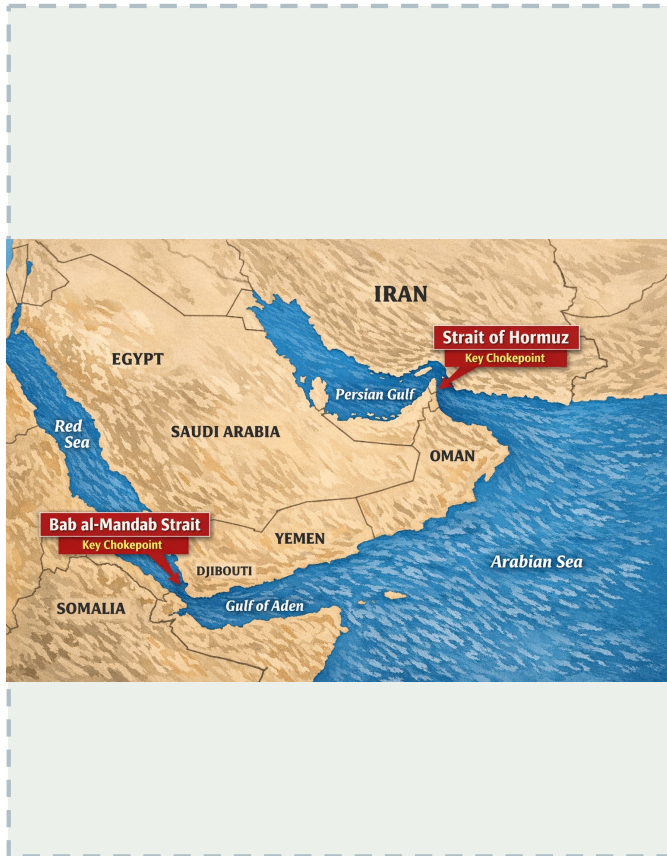 IRAN
Strait of Hormuz
Key Chokepoint
EGYPT
Persian Gulf
Red
Sea
SAUDI ARABIA
OMAN
Bab al-Mandab Strait
Key Chokepoint
YEMEN
Arabian Sea
DJIBOUTI
SOMALIA
Gulf of Aden